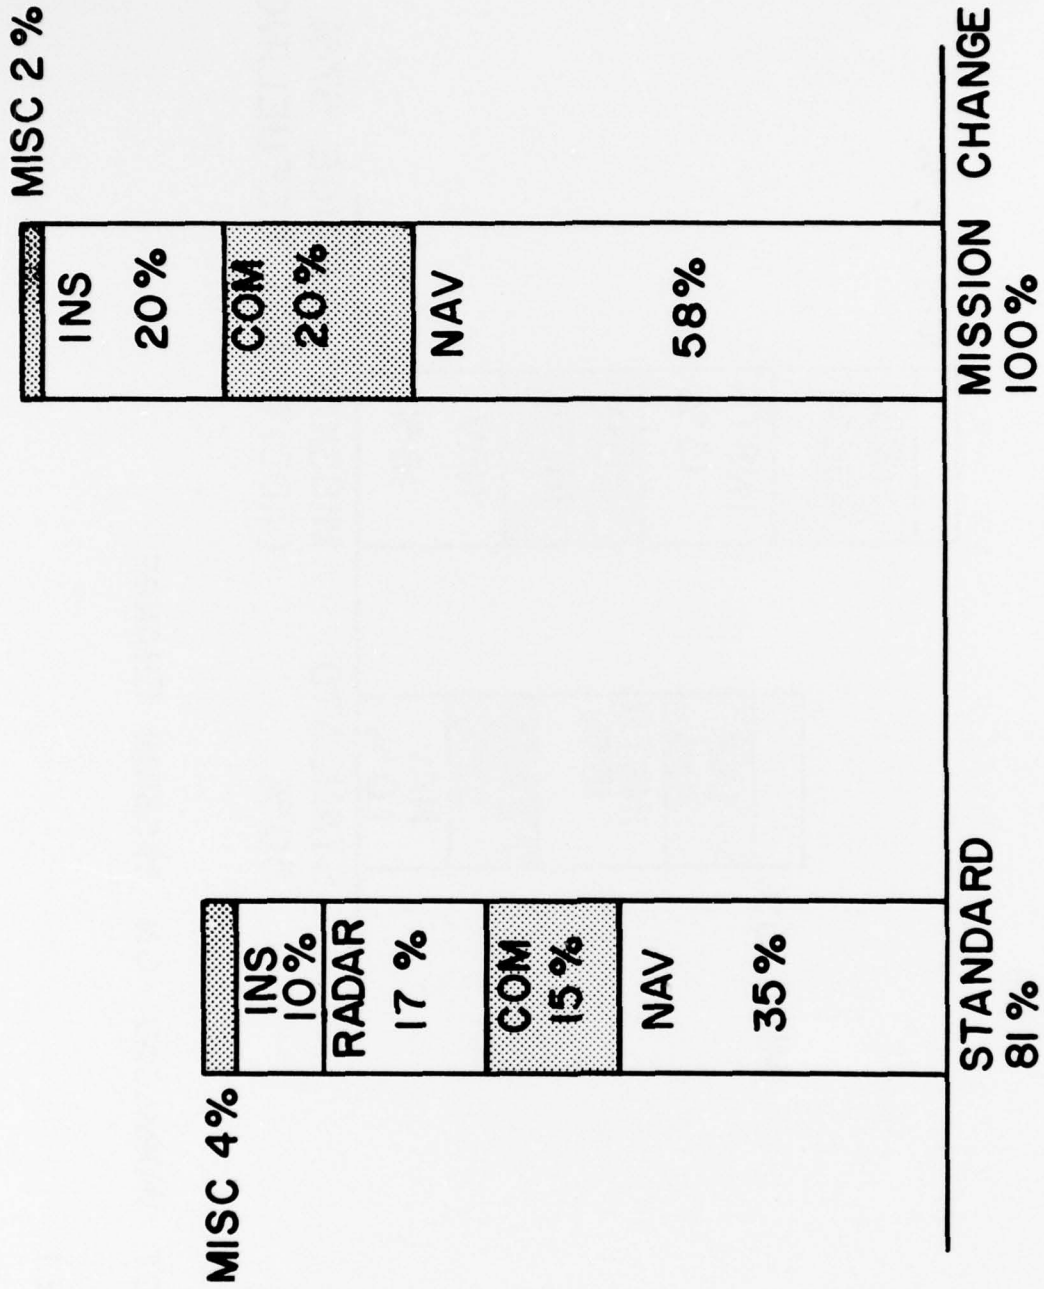 MISC 4%
INS
10%
RADAR
17 %
COM
15%
NAV
35%
STANDARD
81 %
MISC 2 %
INS
20%
COM
20%
NAV
58%
MISSION CHANGE
100%